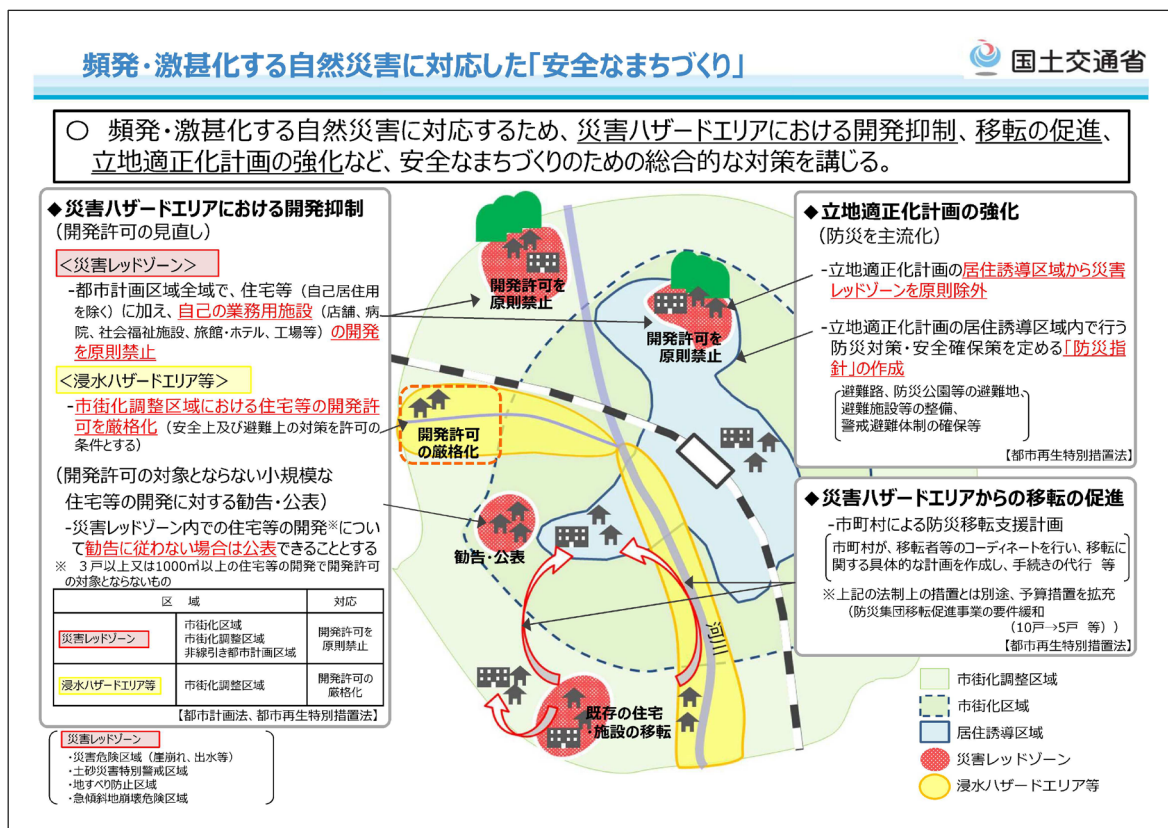 頻発・激甚化する自然災害に対応した「安全なまちづくり」
国土交通省
〇 頻発・激甚化する自然災害に対応するため、災害ハザードエリアにおける開発抑制、移転の促進、
立地適正化計画の強化など、安全なまちづくりのための総合的な対策を講じる。
◆災害ハザードエリアにおける開発抑制
(開発許可の見直し)
<災害レッドゾーン>
-都市計画区域全域で、住宅等(自己居住用
を除く)に加え、自己の業務用施設(店舗、病
院、社会福祉施設、旅館・ホテル、工場等)の開発
を原則禁止
<浸水ハザードエリア等>
-市街化調整区域における住宅等の開発許
可を厳格化(安全上及び避難上の対策を許可の
条件とする)
(開発許可の対象とならない小規模な
住宅等の開発に対する勧告・公表)
-災害レッドゾーン内での住宅等の開発※につい
て勧告に従わない場合は公表できることとする
※ 3戸以上又は1000㎡以上の住宅等の開発で開発許可
の対象とならないもの
区 域 対応
災害レッドゾーン
市街化区域
市街化調整区域
非線引き都市計画区域
開発許可を
原則禁止
浸水ハザードエリア等
市街化調整区域
開発許可の
厳格化
【都市計画法、都市再生特別措置法】
災害レッドゾーン
・災害危険区域(崖崩れ、出水等)
・土砂災害特別警戒区域
・地すべり防止区域
・急傾斜地崩壊危険区域
開発許可を
原則禁止
開発許可を
原則禁止
開発許可
の厳格化
勧告・公表
河川
既存の住宅
・施設の移転
◆立地適正化計画の強化
(防災を主流化)
-立地適正化計画の居住誘導区域から災害
レッドゾーンを原則除外
-立地適正化計画の居住誘導区域内で行う
防災対策・安全確保策を定める「防災指
針」の作成
避難路、防災公園等の避難地、
避難施設等の整備、
警戒避難体制の確保等
【都市再生特別措置法】
◆災害ハザードエリアからの移転の促進
-市町村による防災移転支援計画
市町村が、移転者等のコーディネートを行い、移転に
関する具体的な計画を作成し、手続きの代行 等
※上記の法制上の措置とは別途、予算措置を拡充
(防災集団移転促進事業の要件緩和
(10戸→5戸 等))
【都市再生特別措置法】
市街化調整区域
市街化区域
居住誘導区域
災害レッドゾーン
浸水ハザードエリア等